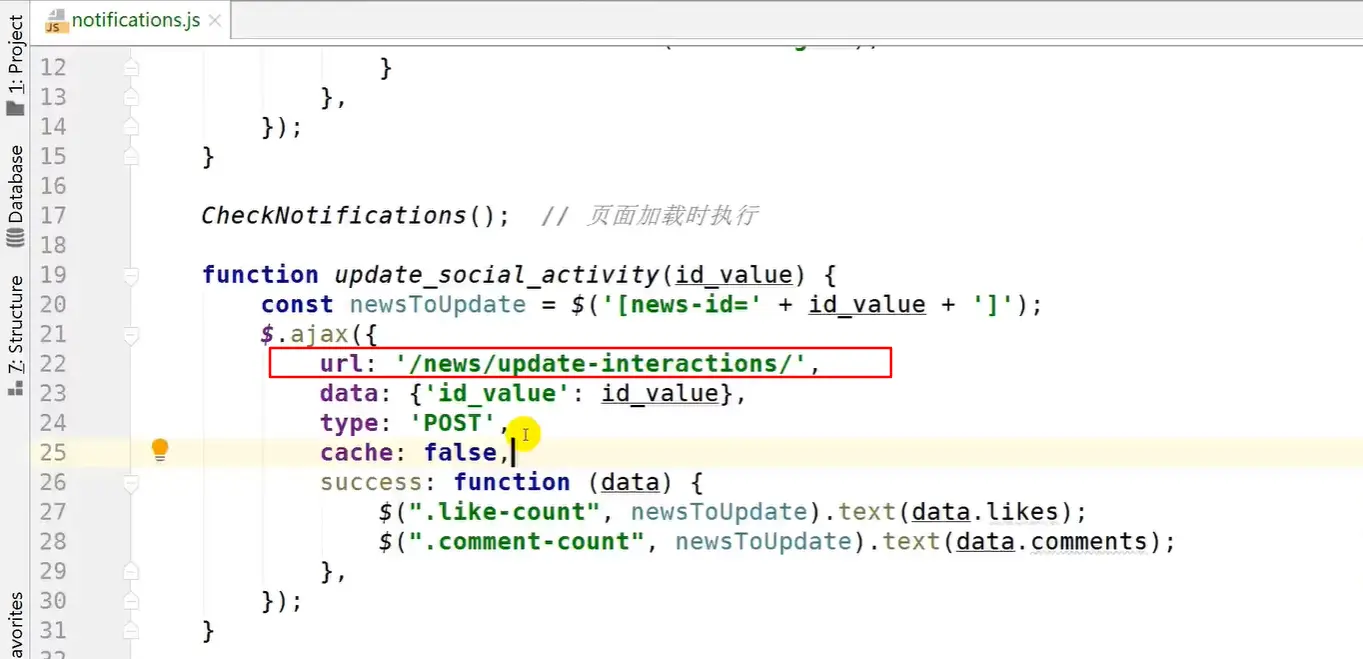 notifications.js
1: Project
Database
7: Structure
avorites
12 }
13 },
14 });
15 }
16
17 CheckNotifications(); // 页面加载时执行
18
19 function update_social_activity(id_value) {
20 const newsToUpdate = $('[news-id=' + id_value + ']');
21 $.ajax({
22 url: '/news/update-interactions/',
23 data: {'id_value': id_value},
24 type: 'POST',
25 cache: false,
26 success: function (data) {
27 $(".like-count", newsToUpdate).text(data.likes);
28 $(".comment-count", newsToUpdate).text(data.comments);
29 },
30 });
31 }